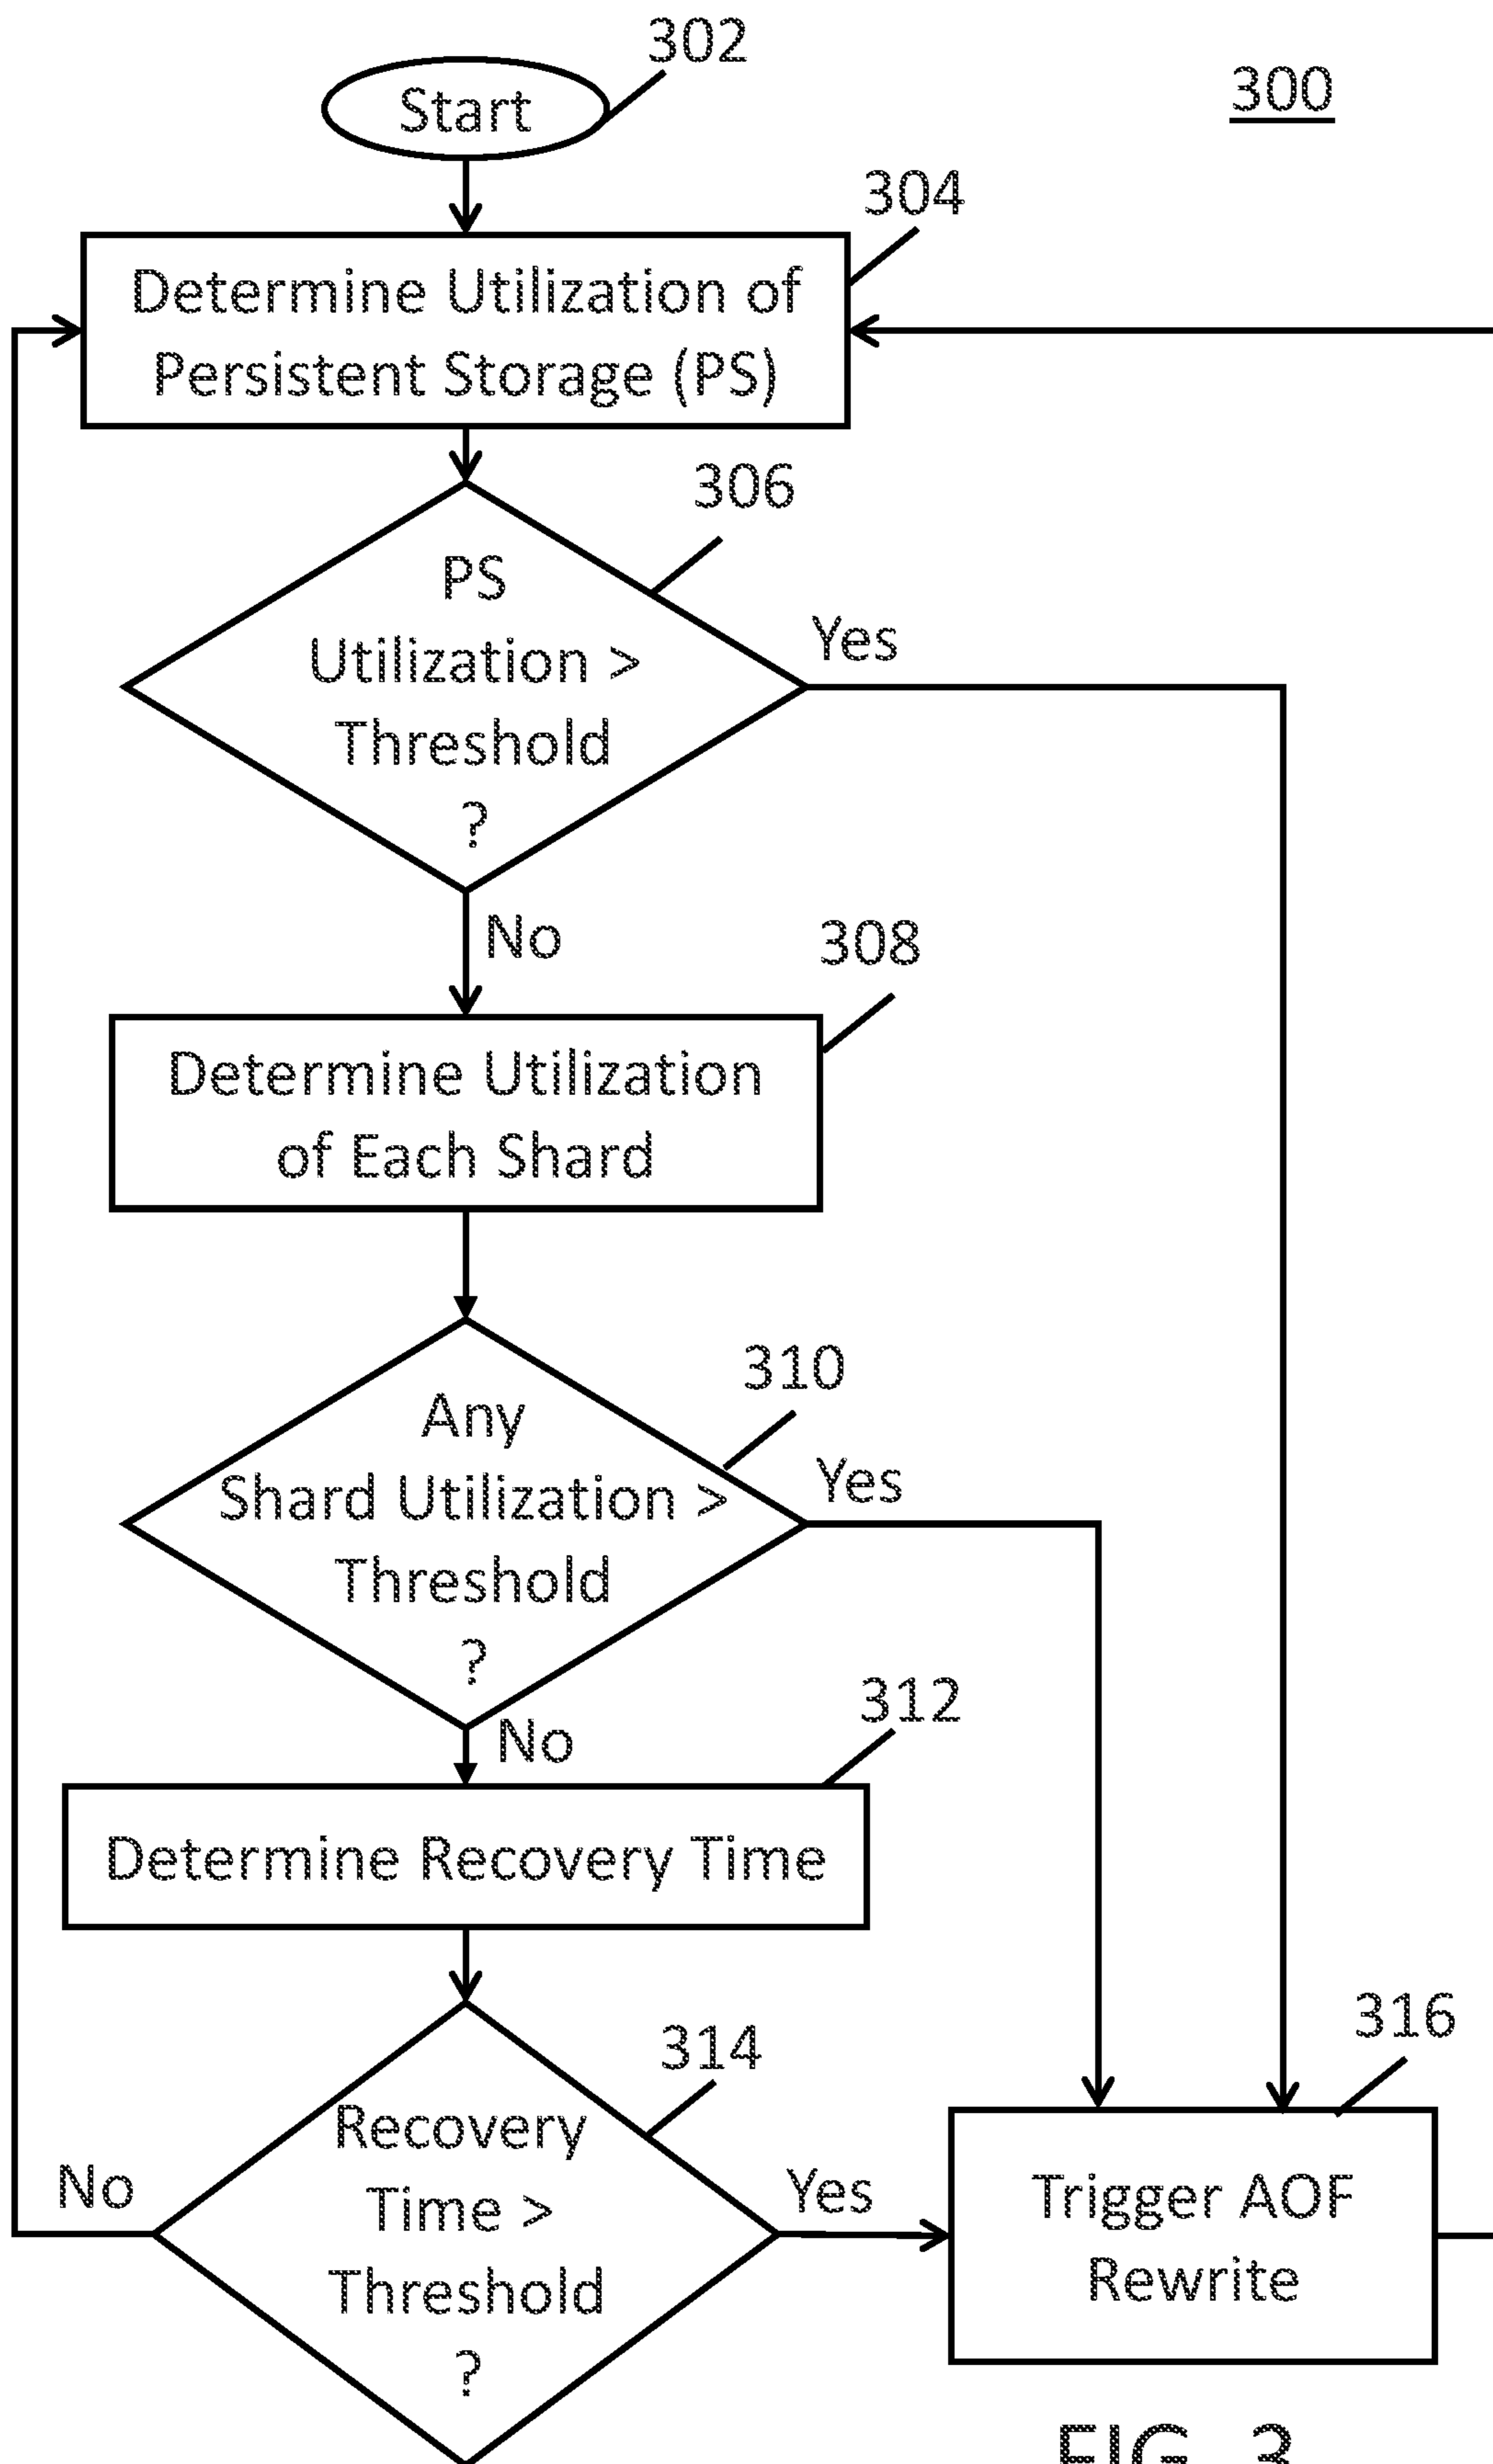 302
Start
300
304
Determine Utilization of
Persistent Storage (PS)
306
PS
Utilization >
Threshold
?
Yes
No
308
Determine Utilization
of Each Shard
310
Any
Shard Utilization >
Threshold
?
Yes
No
312
Determine Recovery Time
314
Recovery
Time >
Threshold
?
No
Yes
316
Trigger AOF
Rewrite
FIG. 3